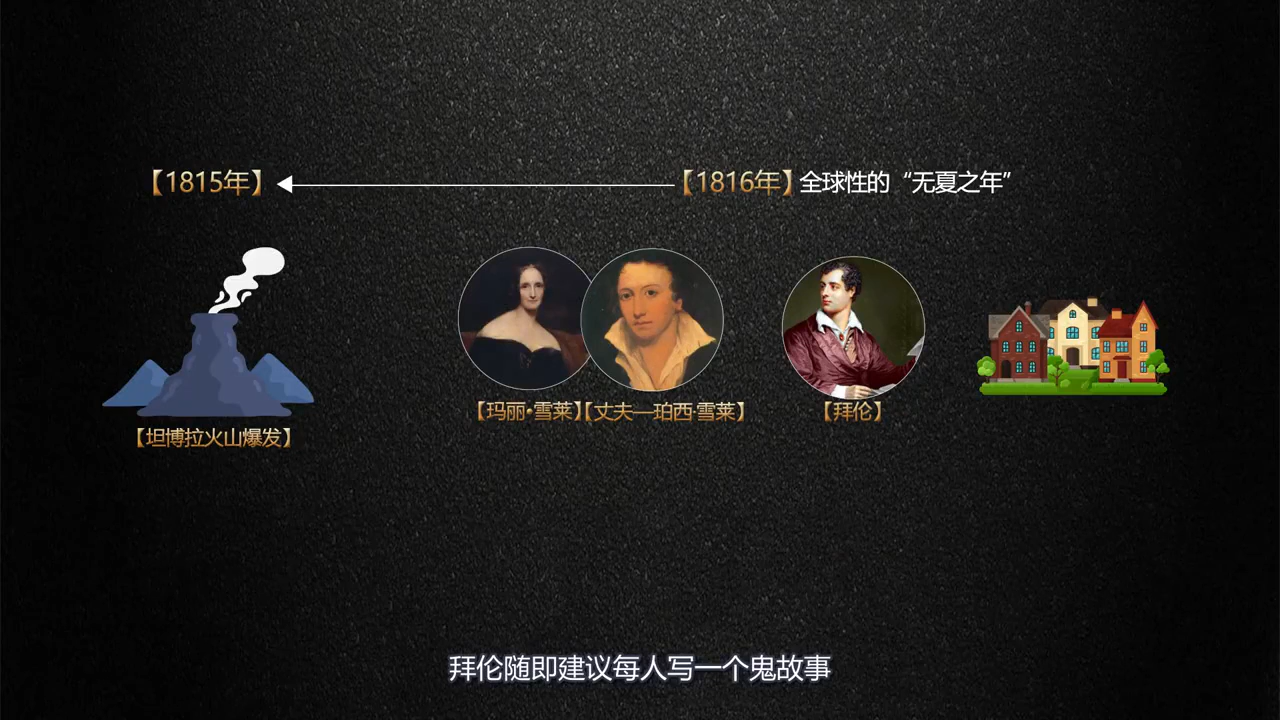 【1815年】
【1816年】全球性的“无夏之年”
【玛丽·雪莱】【丈夫—珀西·雪莱】
【拜伦】
【坦博拉火山爆发】
拜伦随即建议每人写一个鬼故事